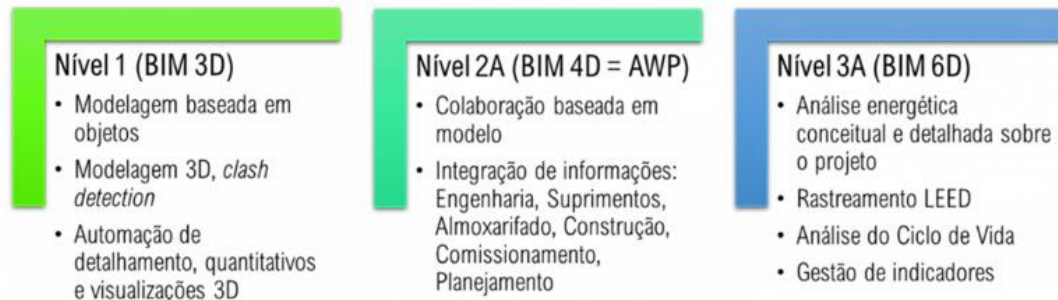 Nível 1 (BIM 3D)
• Modelagem baseada em
objetos
• Modelagem 3D, clash
detection
• Automação de
detalhamento, quantitativos
e visualizações 3D
Nível 2A (BIM 4D = AWP)
• Colaboração baseada em
modelo
• Integração de informações:
Engenharia, Suprimentos,
Almoxarifado, Construção,
Comissionamento,
Planejamento
Nível 3A (BIM 6D)
• Análise energética
conceitual e detalhada sobre
o projeto
• Rastreamento LEED
• Análise do Ciclo de Vida
• Gestão de indicadores